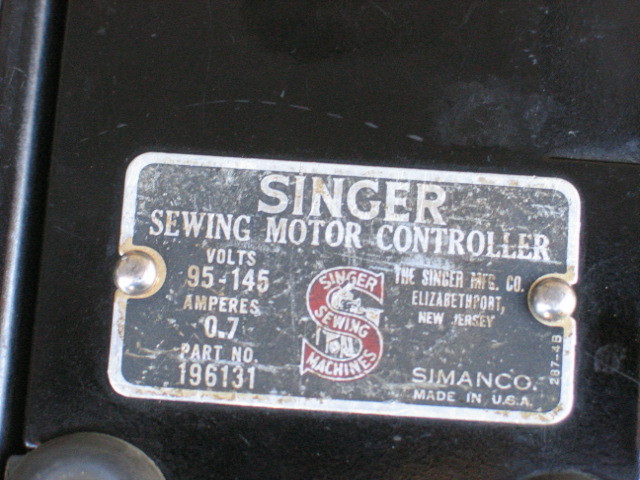 SINGER
SEWING MOTOR CONTROLLER
VOLTS
95-145
AMPERES
0.7
PART NO.
196131
SINGER
SEWING
MACHINES
THE SINGER MFG. CO.
ELIZABETHPORT,
NEW JERSEY
SIMANCO.
MADE IN U.S.A.
287-4B